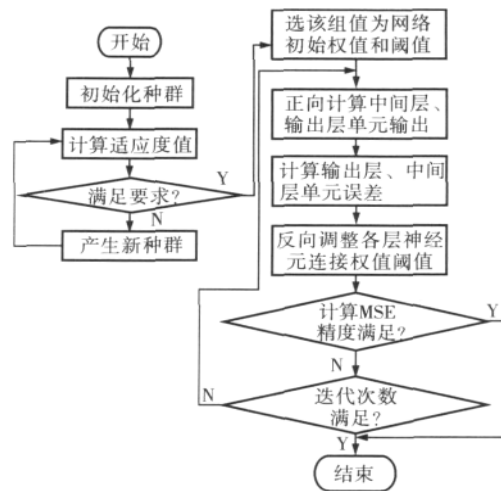 开始
初始化种群
计算适应度值
满足要求?
Y
N
产生新种群
选该组值为网络
初始权值和阈值
正向计算中间层、
输出层单元输出
计算输出层、中间
层单元误差
反向调整各层神经
元连接权值阈值
计算MSE
精度满足?
Y
N
迭代次数
满足?
N
Y
结束